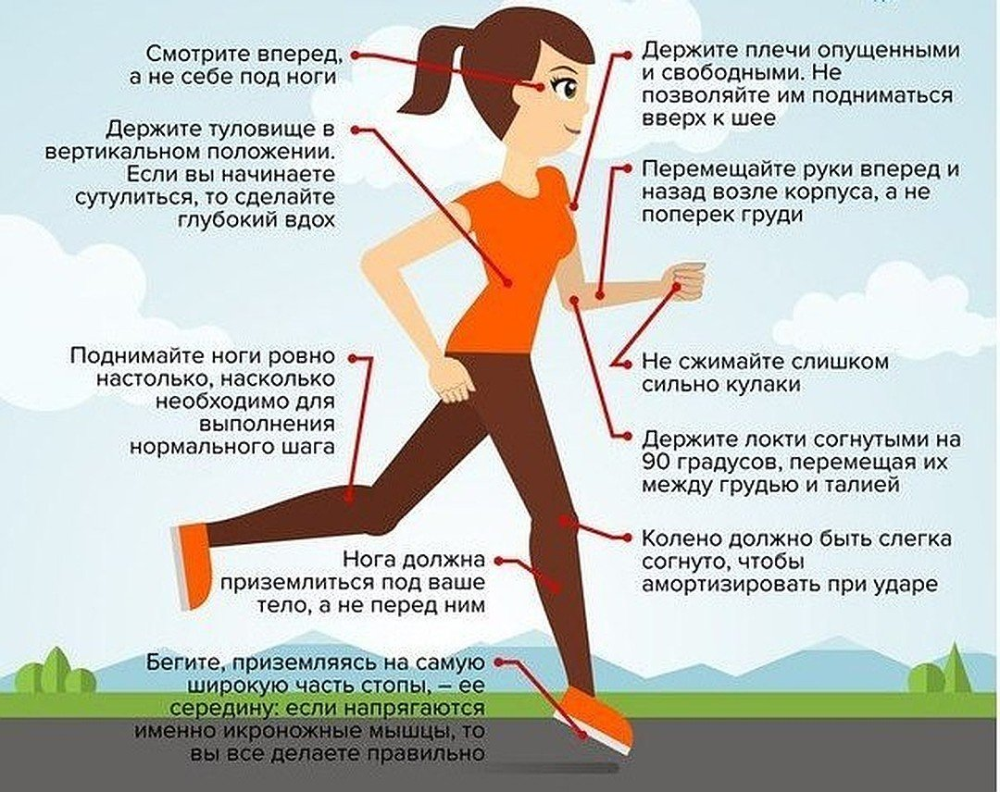 Смотрите вперед,
а не себе под ноги
Держите туловище в
вертикальном положении.
Если вы начинаете
сутулиться, то сделайте
глубокий вдох
Поднимайте ноги ровно
настолько, насколько
необходимо для
выполнения
нормального шага
Нога должна
приземлиться под ваше
тело, а не перед ним
Бегите, приземляясь на самую
широкую часть стопы, – ее
середину: если напрягаются
именно икроножные мышцы, то
вы все делаете правильно
Держите плечи опущенными
и свободными. Не
позволяйте им подниматься
вверх к шее
Перемещайте руки вперед и
назад возле корпуса, а не
поперек груди
Не сжимайте слишком
сильно кулаки
Держите локти согнутыми на
90 градусов, перемещая их
между грудью и талией
Колено должно быть слегка
согнуто, чтобы
амортизировать при ударе